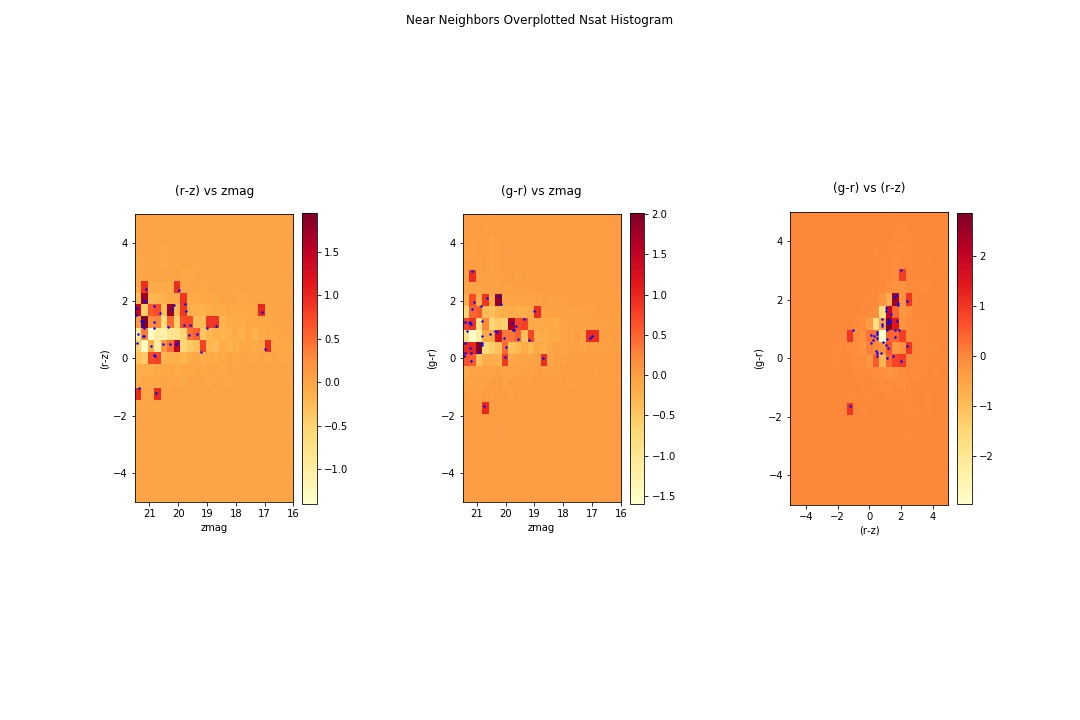 Near Neighbors Overplotted Nsat Histogram
(r-z) vs zmag
4
2
0
−2
−4
(r-z)
21 20 19 18 17 16
zmag
1.5
1.0
0.5
0.0
−0.5
−1.0
(g-r) vs zmag
4
2
0
−2
−4
(g-r)
21 20 19 18 17 16
zmag
2.0
1.5
1.0
0.5
0.0
−0.5
−1.0
−1.5
(g-r) vs (r-z)
4
2
0
−2
−4
(g-r)
−4 −2 0 2 4
(r-z)
2
1
0
−1
−2